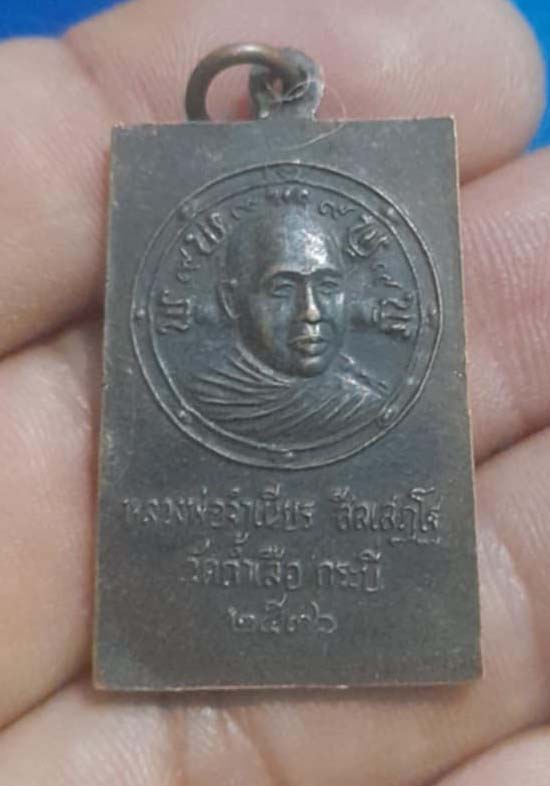 หลวงพ่อจำเนียร สีลเสฏฺโฐ
วัดถ้ำเสือ กระบี่
๒๕๓๖